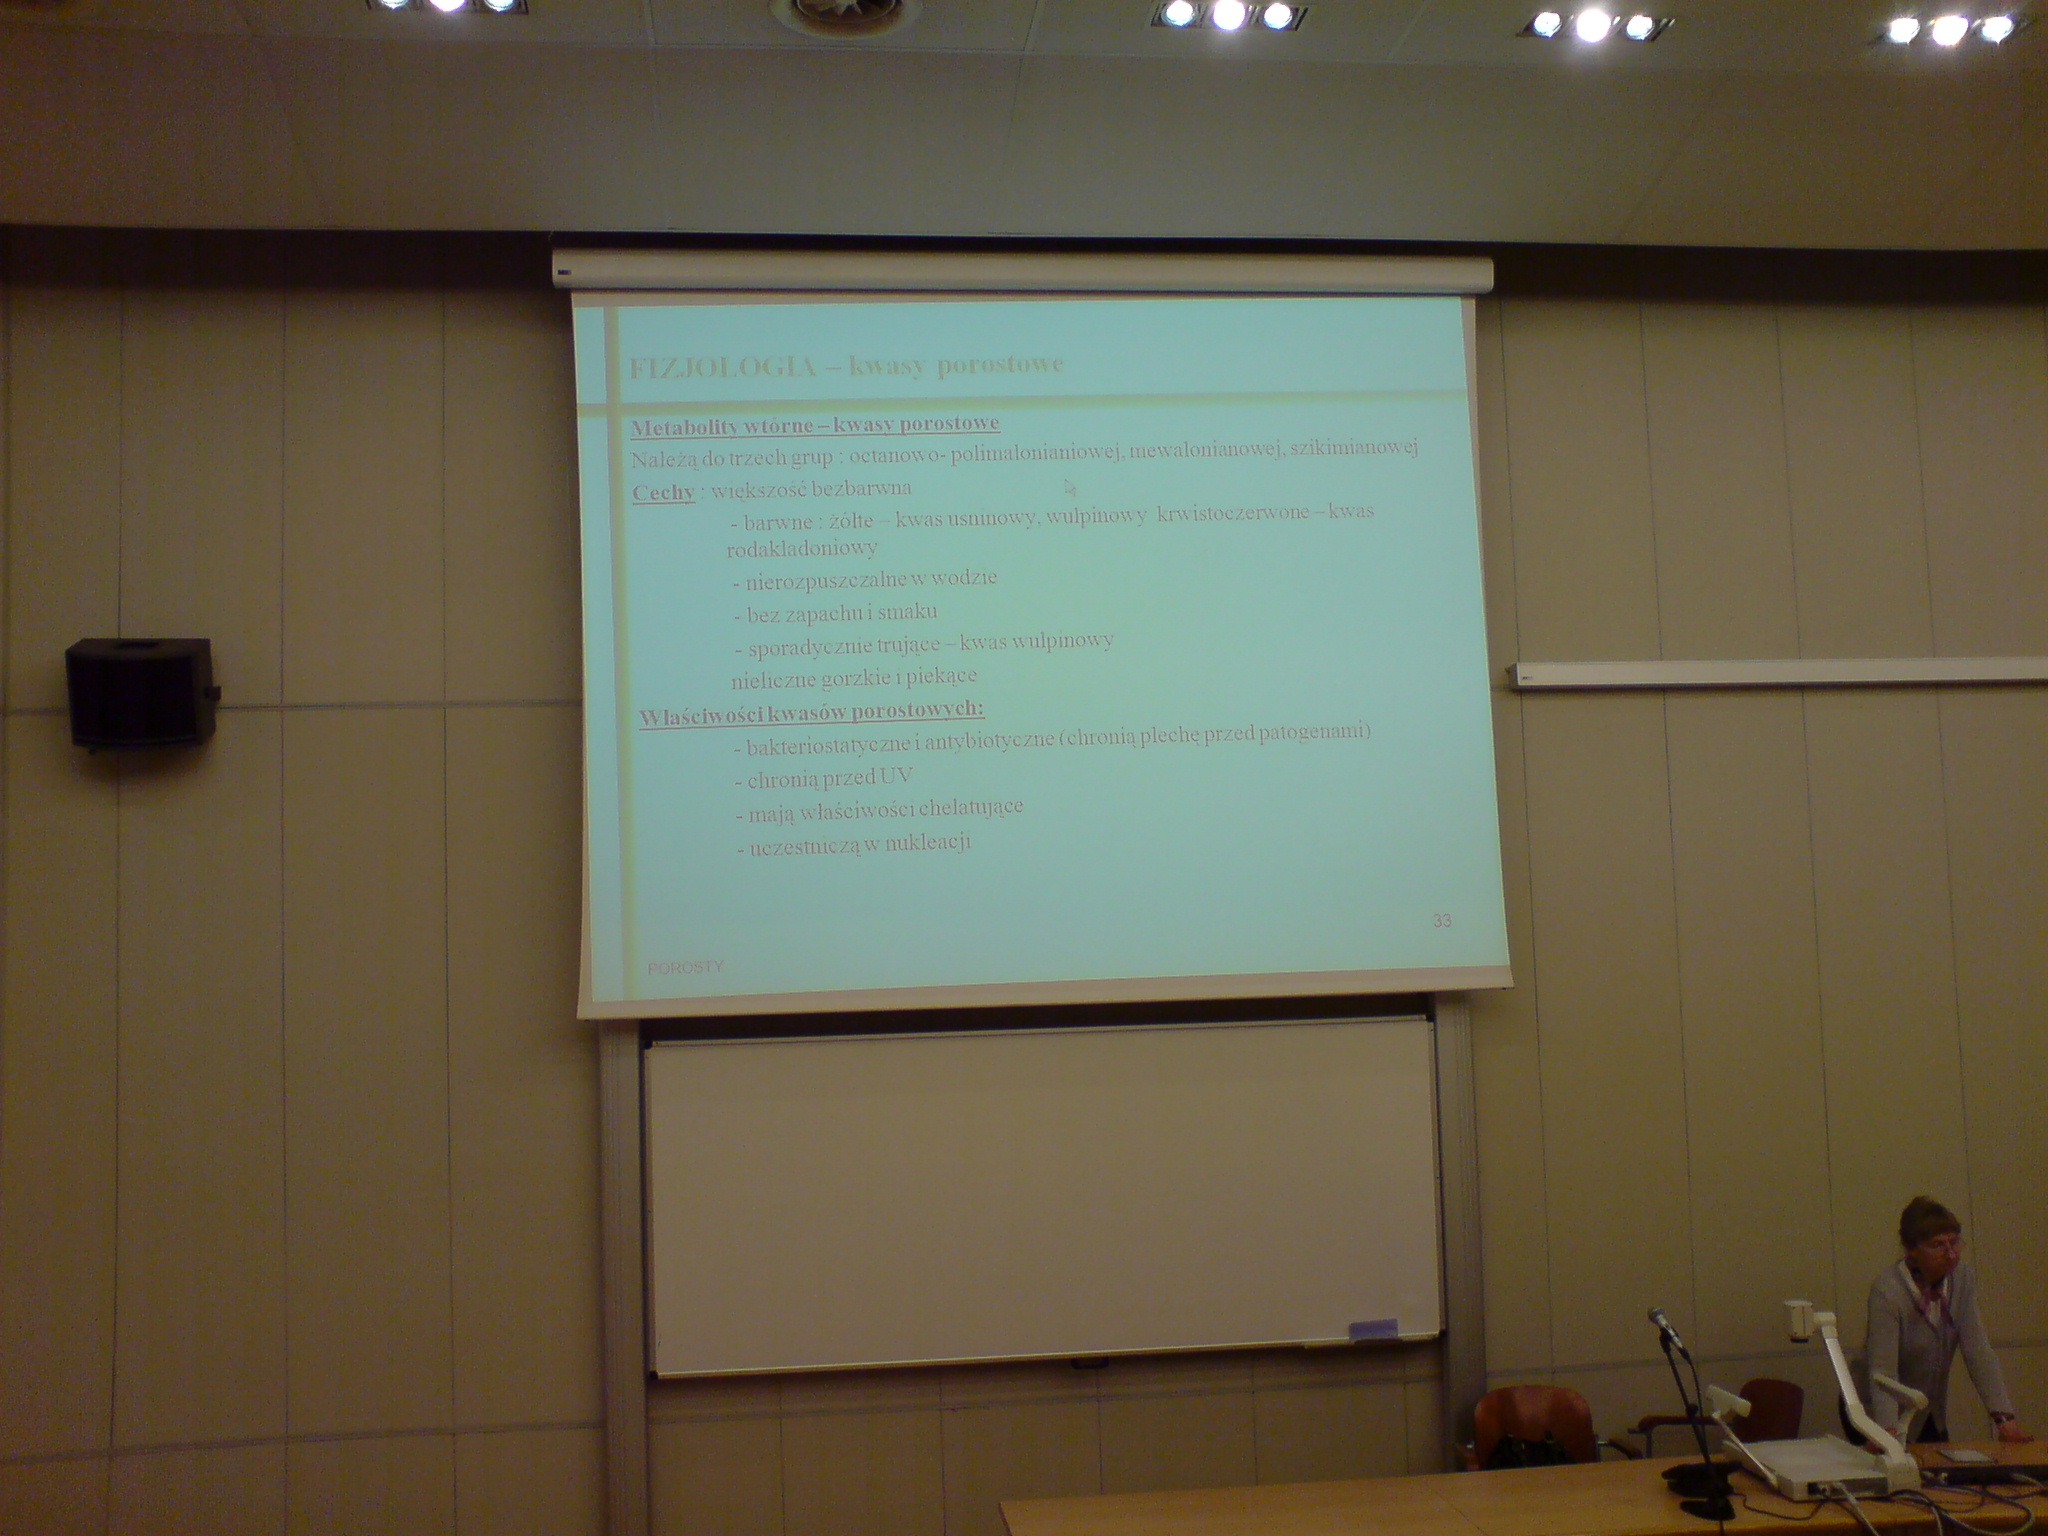 FIZJOLOGIA – kwasy porostowe
Metabolity wtórne – kwasy porostowe
Należą do trzech grup : octanowo- polimalonianiowej, mewalonianowej, szikimianowej
Cechy : większość bezbarwna
- barwne : żółte – kwas usninowy, wulpinowy krwistoczerwone – kwas
rodakladoniowy
- nierozpuszczalne w wodzie
- bez zapachu i smaku
- sporadycznie trujące – kwas wulpinowy
nieliczne gorzkie i piekące
Właściwości kwasów porostowych:
- bakteriostatyczne i antybiotyczne (chronią plechę przed patogenami)
- chronią przed UV
- mają właściwości chelatujące
- uczestniczą w nukleacji
33
POROSTY